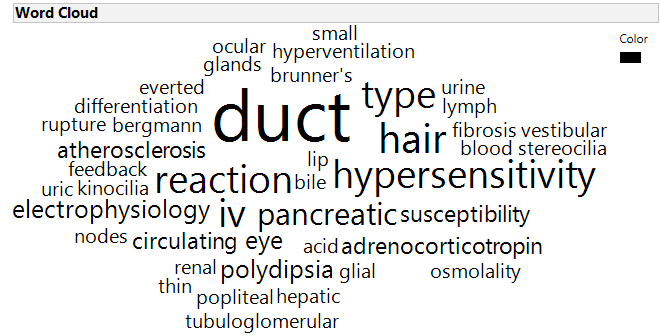 Word Cloud
Color
small
ocular
hyperventilation
glands
brunner's
everted
type
urine
differentiation
duct
lymph
rupture
bergmann
hair
fibrosis
vestibular
atherosclerosis
blood
stereocilia
lip
feedback
reaction
hypersensitivity
uric
kinocilia
bile
electrophysiology
iv
pancreatic
susceptibility
nodes
circulating
eye
acid
adrenocorticotropin
renal
polydipsia
glial
osmolality
thin
popliteal
hepatic
tubuloglomerular